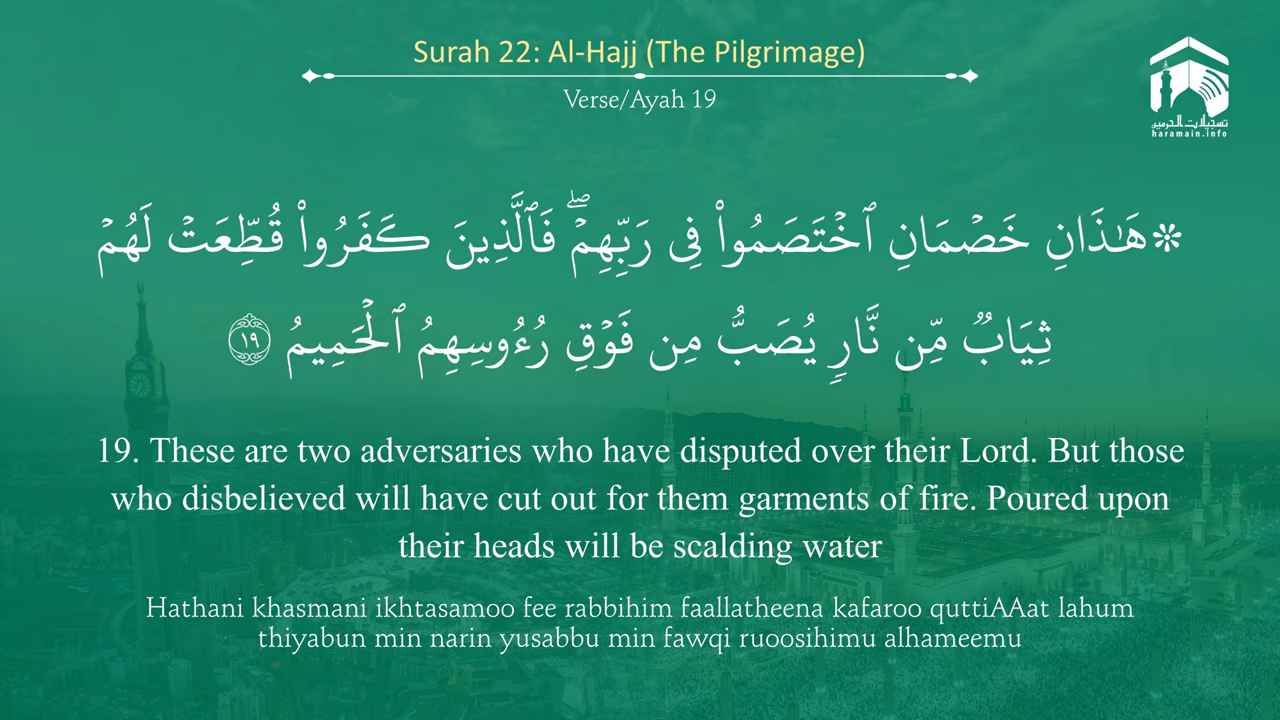 Surah 22: Al-Hajj (The Pilgrimage)
Verse/Ayah 19
تسجيلات الحرمين
haramain.info
۞ هَـٰذَانِ خَصۡمَانِ ٱخۡتَصَمُواْ فِى رَبِّهِمۡۖ فَٱلَّذِينَ كَفَرُواْ قُطِّعَتۡ لَهُمۡ
ثِيَابٌ مِّن نَّارٍ يُصَبُّ مِن فَوۡقِ رُءُوسِهِمُ ٱلۡحَمِيمُ ١٩
19. These are two adversaries who have disputed over their Lord. But those
who disbelieved will have cut out for them garments of fire. Poured upon
their heads will be scalding water
Hathani khasmani ikhtasamoo fee rabbihim faallatheena kafaroo quttiAAat lahum
thiyabun min narin yusabbu min fawqi ruoosihimu alhameemu